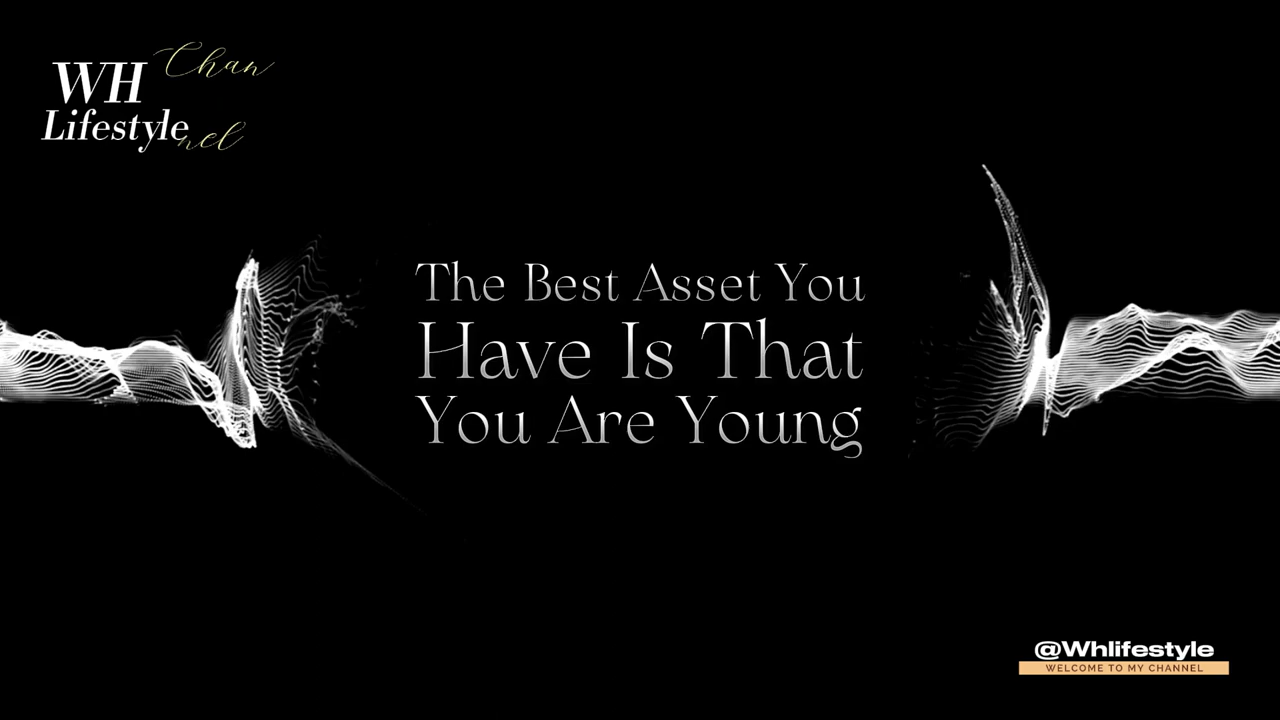 WH Chan
Lifestyle nel
The Best Asset You
Have Is That
You Are Young
@Whlifestyle
WELCOME TO MY CHANNEL